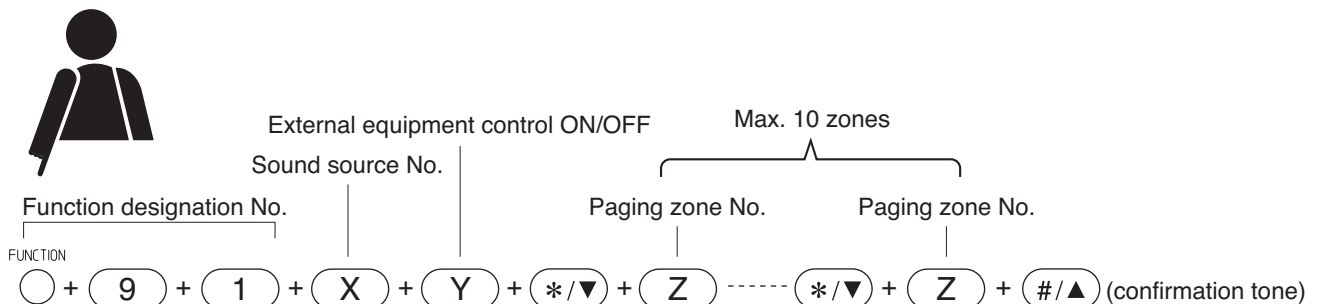 External equipment control ON/OFF
Max. 10 zones
Sound source No.
Function designation No.
Paging zone No.
Paging zone No.
FUNCTION
+ 9 + 1 + X + Y + */▼ + Z ------ */▼ + Z + #/▲ (confirmation tone)